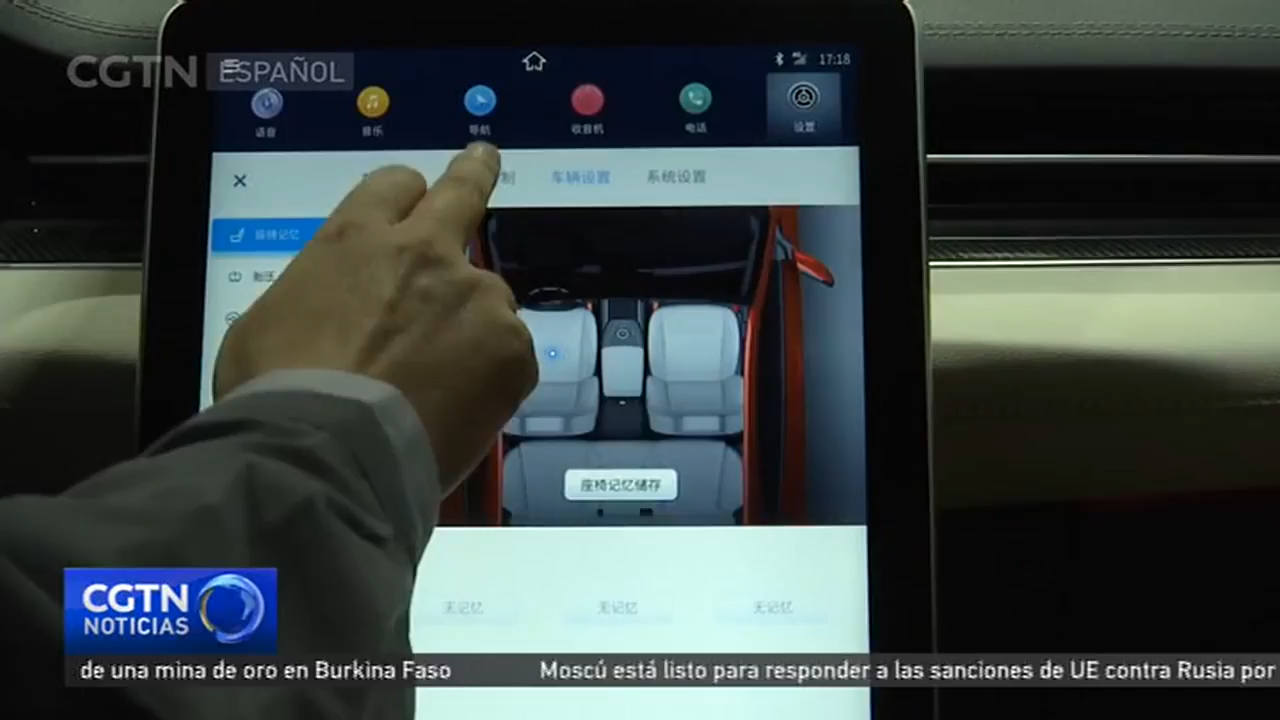 CGTN ESPAÑOL
17:18
语音 音乐 导航 收音机 电话 设置
制 车辆设置 系统设置
座椅记忆
座椅记忆储存
无记忆 无记忆 无记忆
CGTN
NOTICIAS
de una mina de oro en Burkina Faso Moscú está listo para responder a las sanciones de UE contra Rusia por